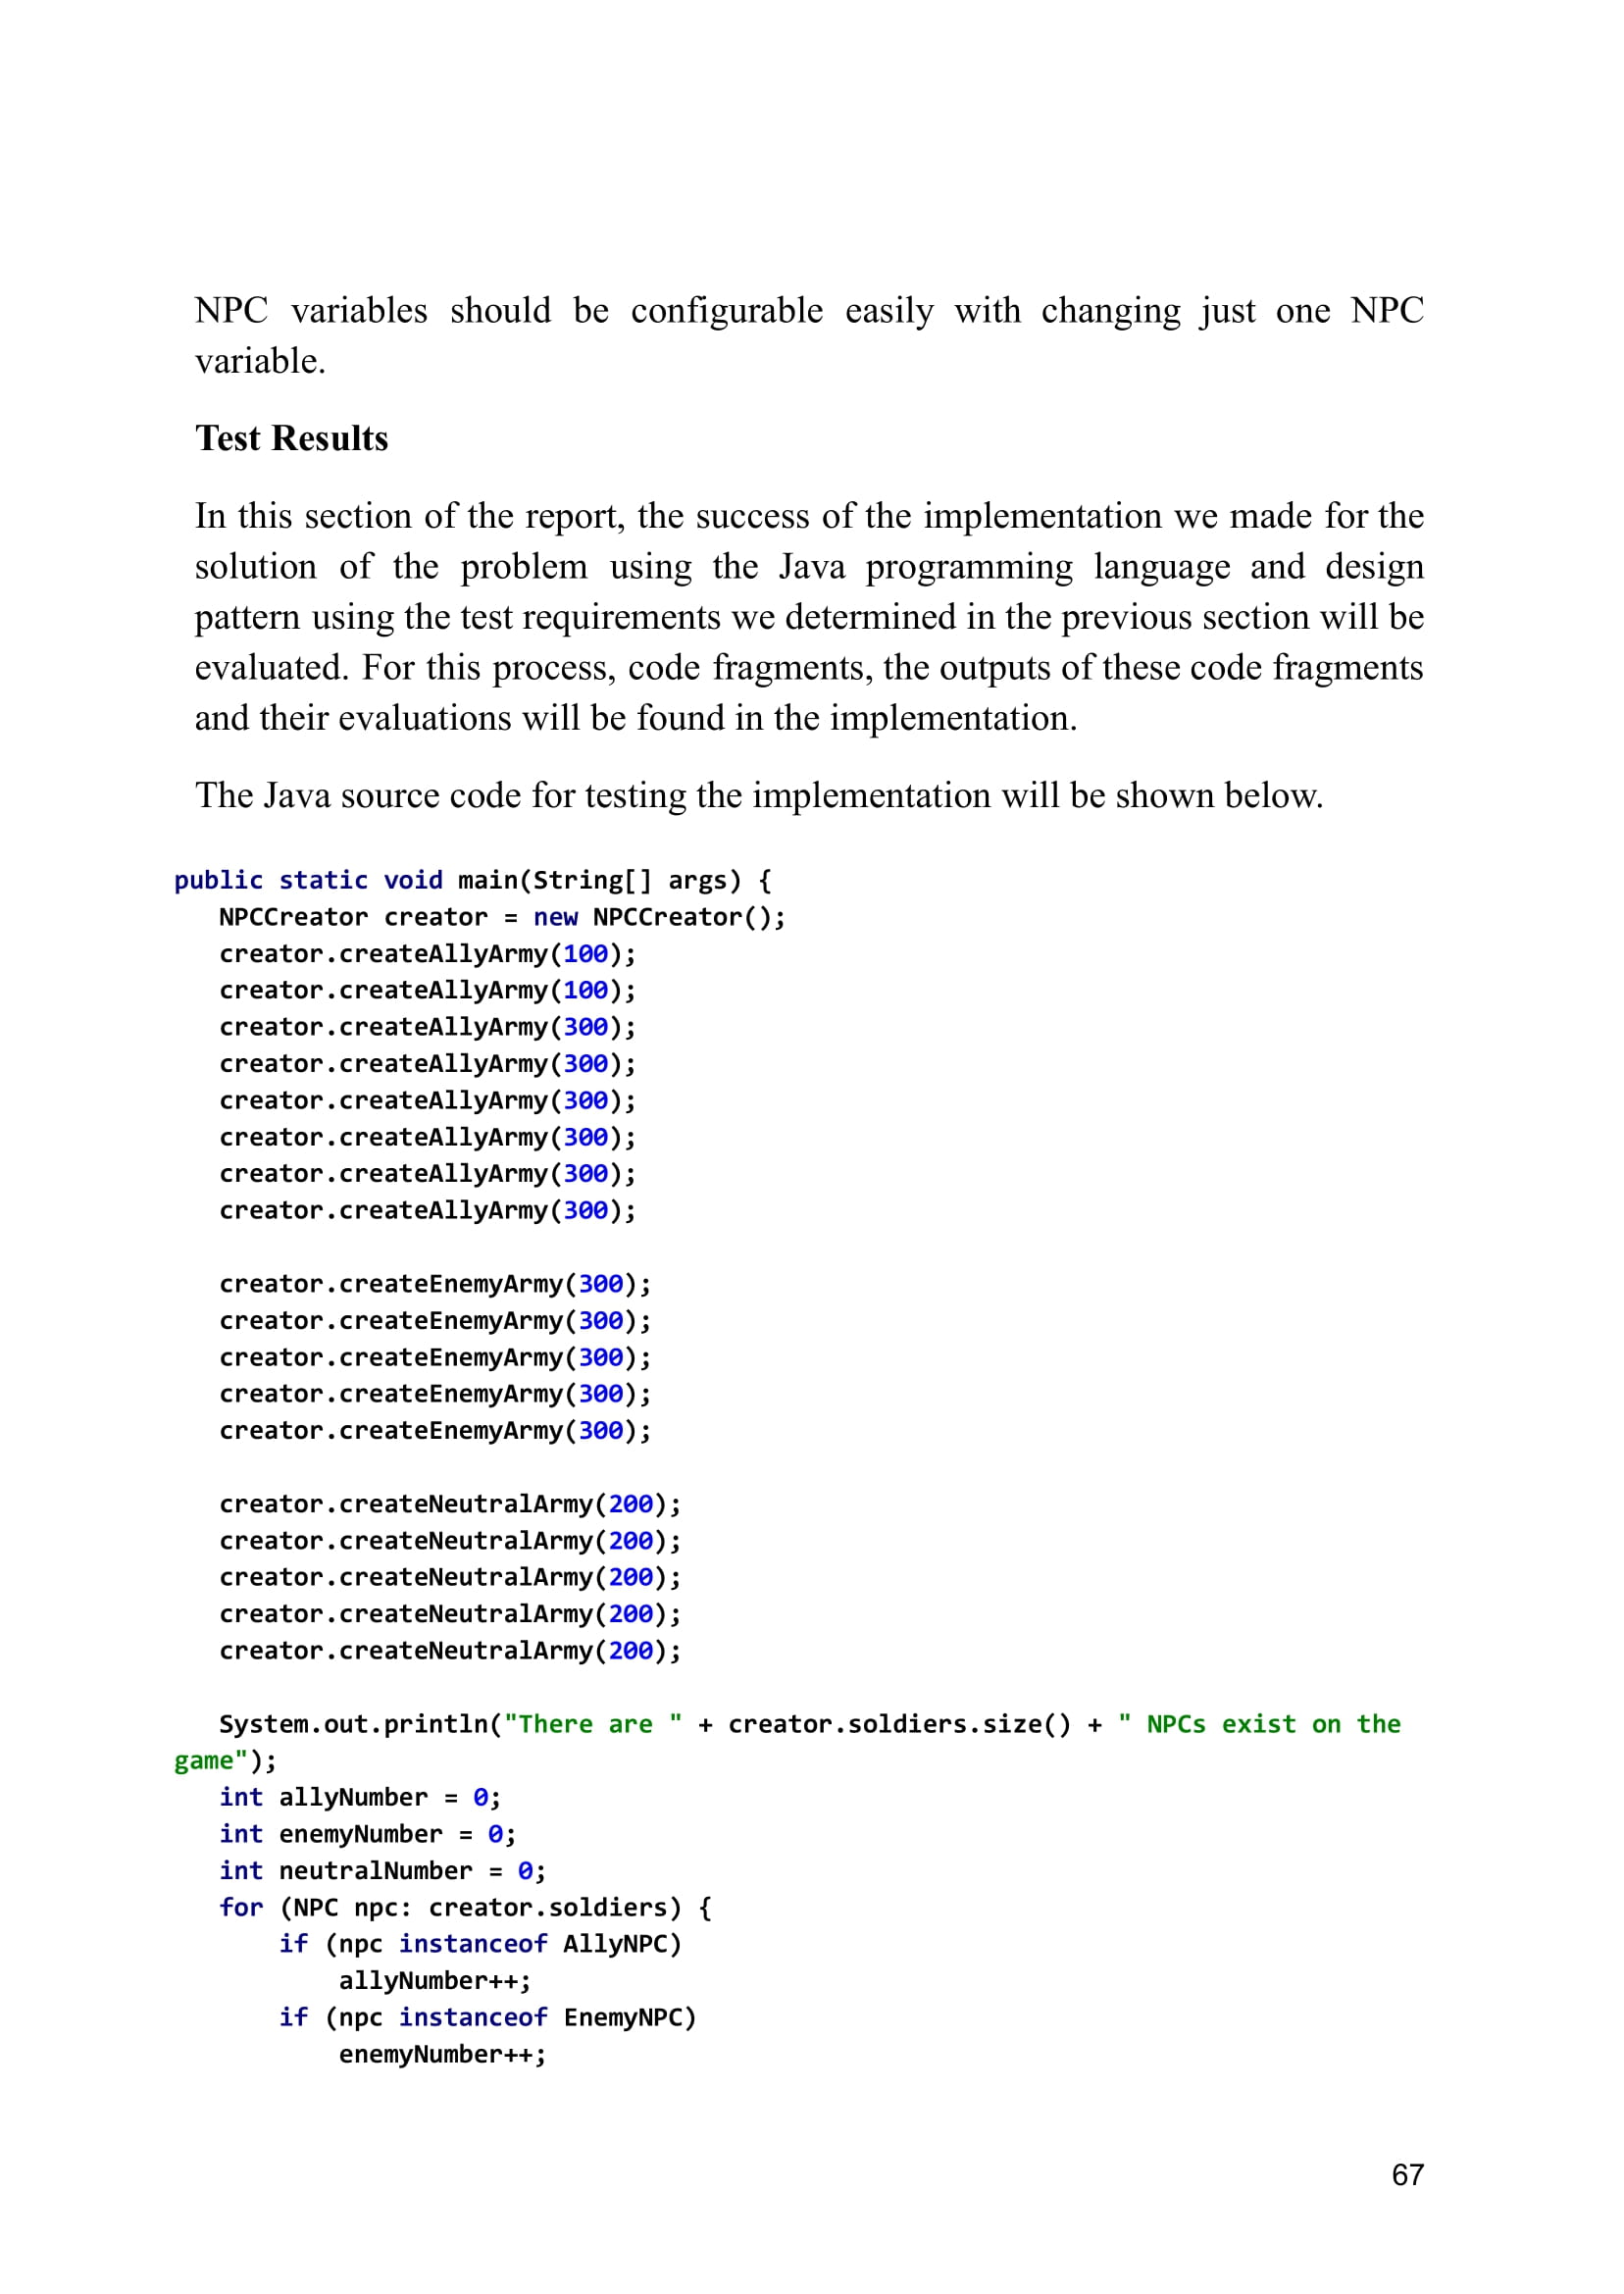 NPC variables should be configurable easily with changing just one NPC
variable.
Test Results
In this section of the report, the success of the implementation we made for the
solution of the problem using the Java programming language and design
pattern using the test requirements we determined in the previous section will be
evaluated. For this process, code fragments, the outputs of these code fragments
and their evaluations will be found in the implementation.
The Java source code for testing the implementation will be shown below.
public static void main(String[] args) {
   NPCCreator creator = new NPCCreator();
   creator.createAllyArmy(100);
   creator.createAllyArmy(100);
   creator.createAllyArmy(300);
   creator.createAllyArmy(300);
   creator.createAllyArmy(300);
   creator.createAllyArmy(300);
   creator.createAllyArmy(300);
   creator.createAllyArmy(300);

   creator.createEnemyArmy(300);
   creator.createEnemyArmy(300);
   creator.createEnemyArmy(300);
   creator.createEnemyArmy(300);
   creator.createEnemyArmy(300);

   creator.createNeutralArmy(200);
   creator.createNeutralArmy(200);
   creator.createNeutralArmy(200);
   creator.createNeutralArmy(200);
   creator.createNeutralArmy(200);

   System.out.println("There are " + creator.soldiers.size() + " NPCs exist on the
game");
   int allyNumber = 0;
   int enemyNumber = 0;
   int neutralNumber = 0;
   for (NPC npc: creator.soldiers) {
       if (npc instanceof AllyNPC)
           allyNumber++;
       if (npc instanceof EnemyNPC)
           enemyNumber++;
67